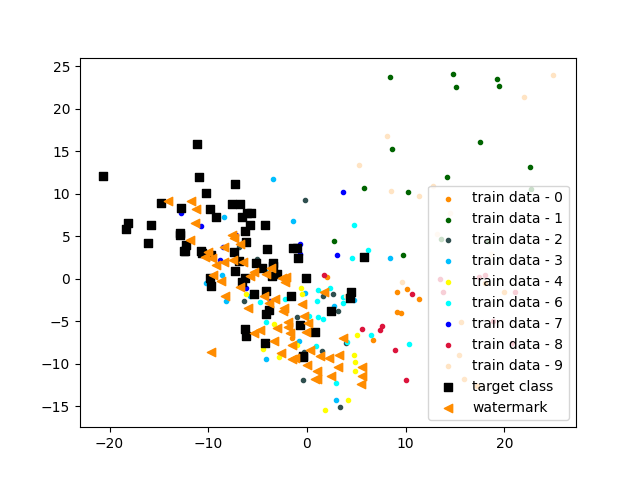 25
20
15
10
5
0
−5
−10
−15
−20
−10
0
10
20
train data - 0
train data - 1
train data - 2
train data - 3
train data - 4
train data - 6
train data - 7
train data - 8
train data - 9
target class
watermark